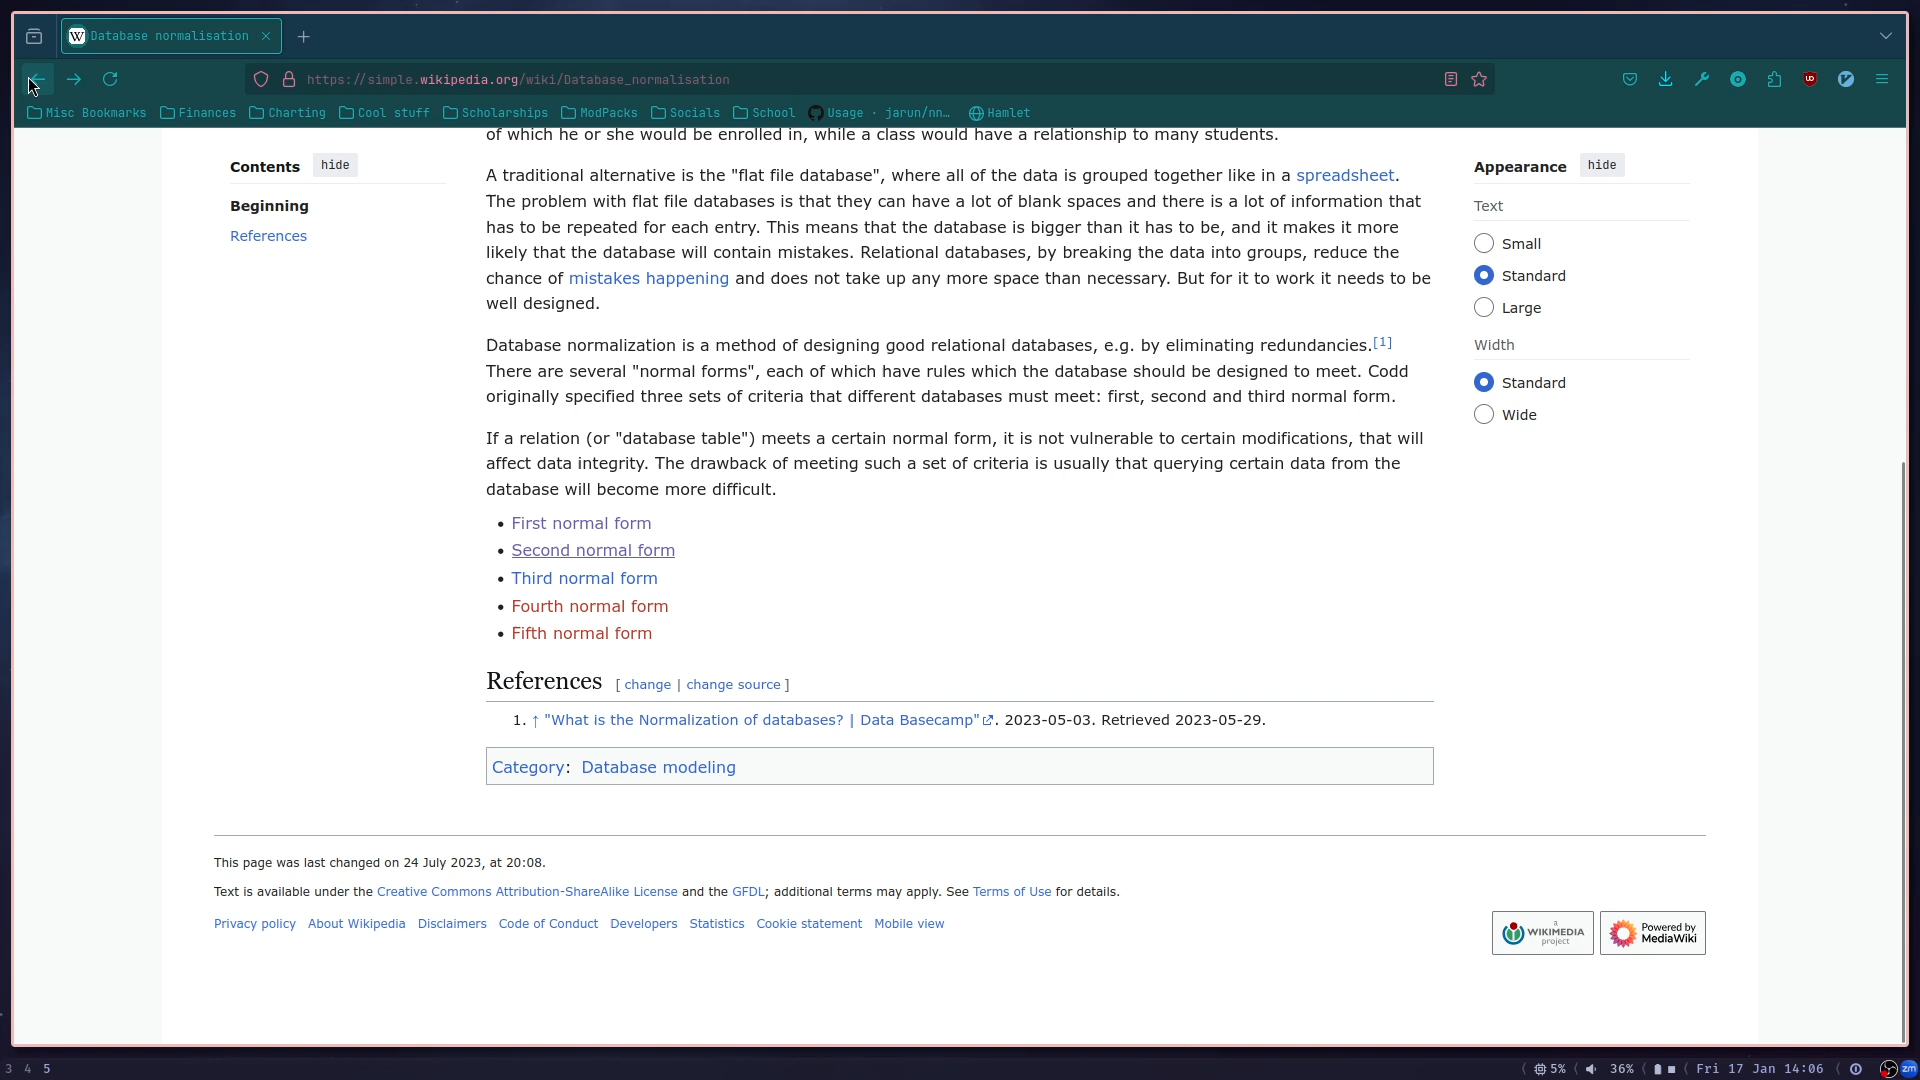 Database normalisation
https://simple.wikipedia.org/wiki/Database_normalisation
Misc Bookmarks Finances Charting Cool stuff Scholarships ModPacks Socials School Usage · jarun/nn… Hamlet
of which he or she would be enrolled in, while a class would have a relationship to many students.
Contents hide
Beginning
References
A traditional alternative is the "flat file database", where all of the data is grouped together like in a spreadsheet.
The problem with flat file databases is that they can have a lot of blank spaces and there is a lot of information that
has to be repeated for each entry. This means that the database is bigger than it has to be, and it makes it more
likely that the database will contain mistakes. Relational databases, by breaking the data into groups, reduce the
chance of mistakes happening and does not take up any more space than necessary. But for it to work it needs to be
well designed.
Database normalization is a method of designing good relational databases, e.g. by eliminating redundancies.[1]
There are several "normal forms", each of which have rules which the database should be designed to meet. Codd
originally specified three sets of criteria that different databases must meet: first, second and third normal form.
If a relation (or "database table") meets a certain normal form, it is not vulnerable to certain modifications, that will
affect data integrity. The drawback of meeting such a set of criteria is usually that querying certain data from the
database will become more difficult.
• First normal form
• Second normal form
• Third normal form
• Fourth normal form
• Fifth normal form
References [ change | change source ]
1. ↑ "What is the Normalization of databases? | Data Basecamp". 2023-05-03. Retrieved 2023-05-29.
Category: Database modeling
Appearance hide
Text
Small
Standard
Large
Width
Standard
Wide
This page was last changed on 24 July 2023, at 20:08.
Text is available under the Creative Commons Attribution-ShareAlike License and the GFDL; additional terms may apply. See Terms of Use for details.
Privacy policy About Wikipedia Disclaimers Code of Conduct Developers Statistics Cookie statement Mobile view
a
WIKIMEDIA
project
Powered by
MediaWiki
3 4 5
5% 36% Fri 17 Jan 14:06 zm